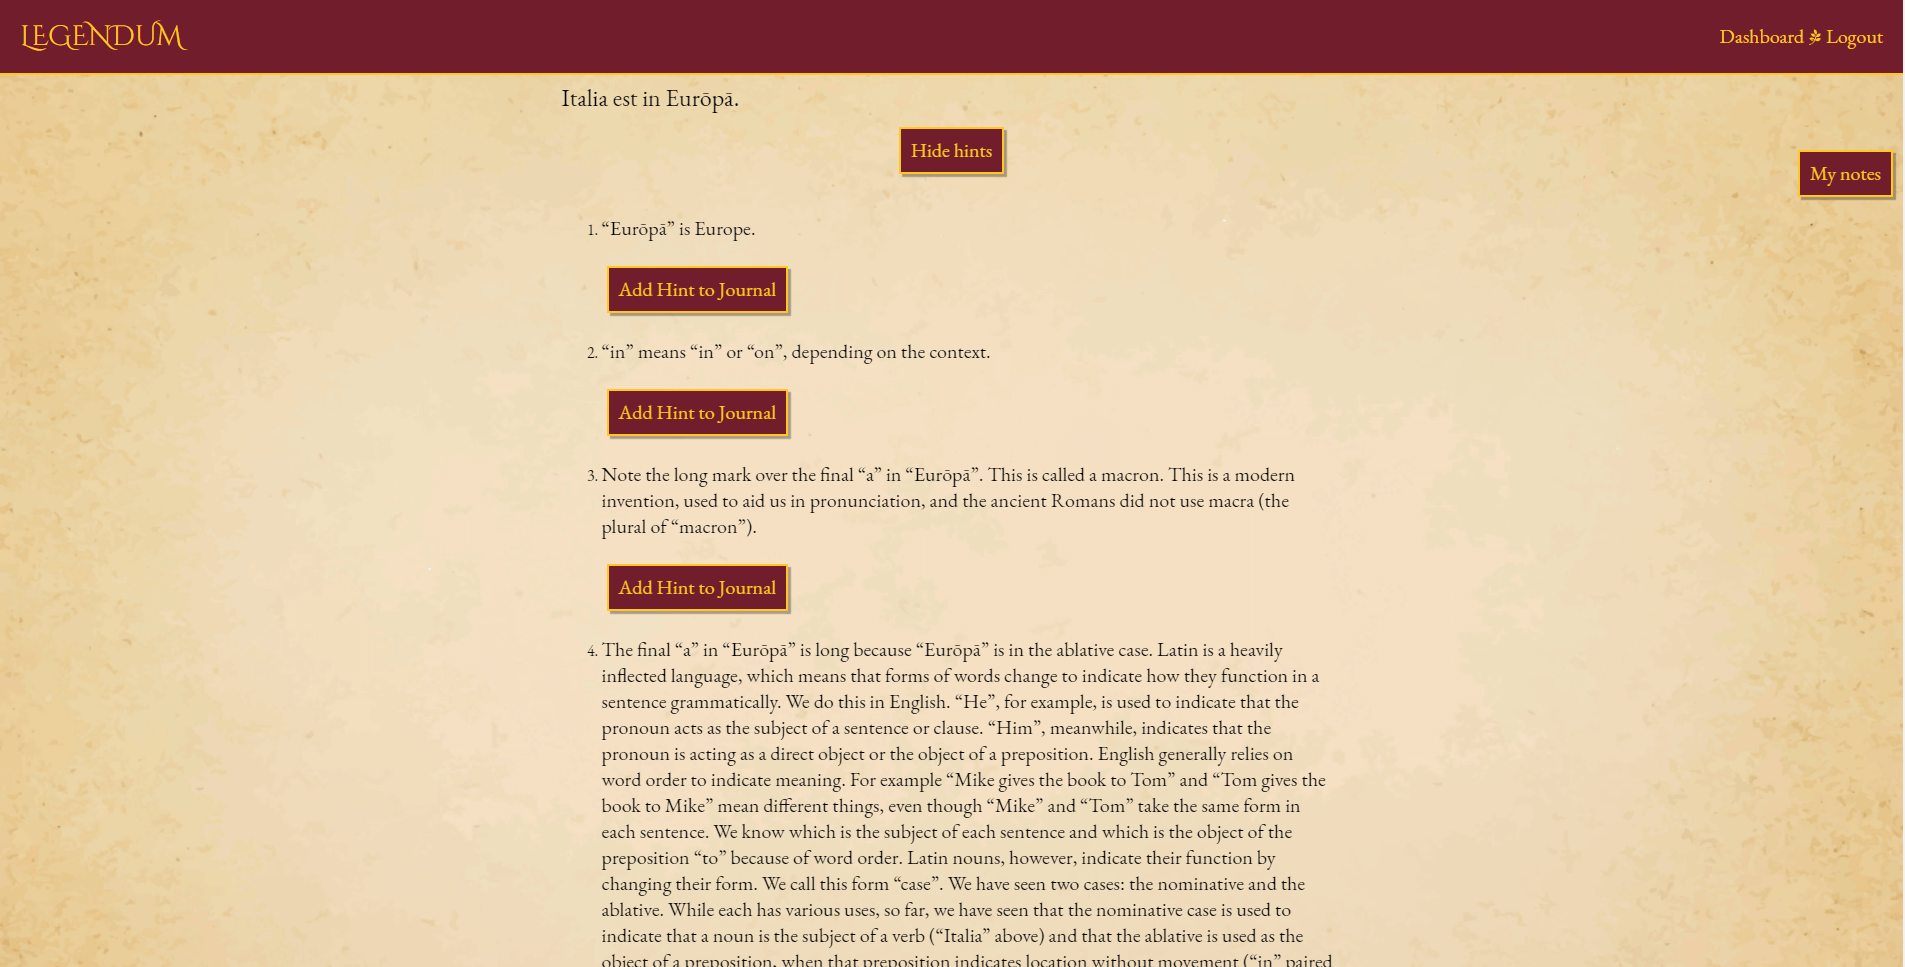 LEGENDUM
Dashboard Logout
Italia est in Eurōpā.
Hide hints
My notes
1. “Eurōpā” is Europe.
Add Hint to Journal
2. “in” means “in” or “on”, depending on the context.
Add Hint to Journal
3. Note the long mark over the final “a” in “Eurōpā”. This is called a macron. This is a modern
invention, used to aid us in pronunciation, and the ancient Romans did not use macra (the
plural of “macron”).
Add Hint to Journal
4. The final “a” in “Eurōpā” is long because “Eurōpā” is in the ablative case. Latin is a heavily
inflected language, which means that forms of words change to indicate how they function in a
sentence grammatically. We do this in English. “He”, for example, is used to indicate that the
pronoun acts as the subject of a sentence or clause. “Him”, meanwhile, indicates that the
pronoun is acting as a direct object or the object of a preposition. English generally relies on
word order to indicate meaning. For example “Mike gives the book to Tom” and “Tom gives the
book to Mike” mean different things, even though “Mike” and “Tom” take the same form in
each sentence. We know which is the subject of each sentence and which is the object of the
preposition “to” because of word order. Latin nouns, however, indicate their function by
changing their form. We call this form “case”. We have seen two cases: the nominative and the
ablative. While each has various uses, so far, we have seen that the nominative case is used to
indicate that a noun is the subject of a verb (“Italia” above) and that the ablative is used as the
object of a preposition, when that preposition indicates location without movement (“in” paired